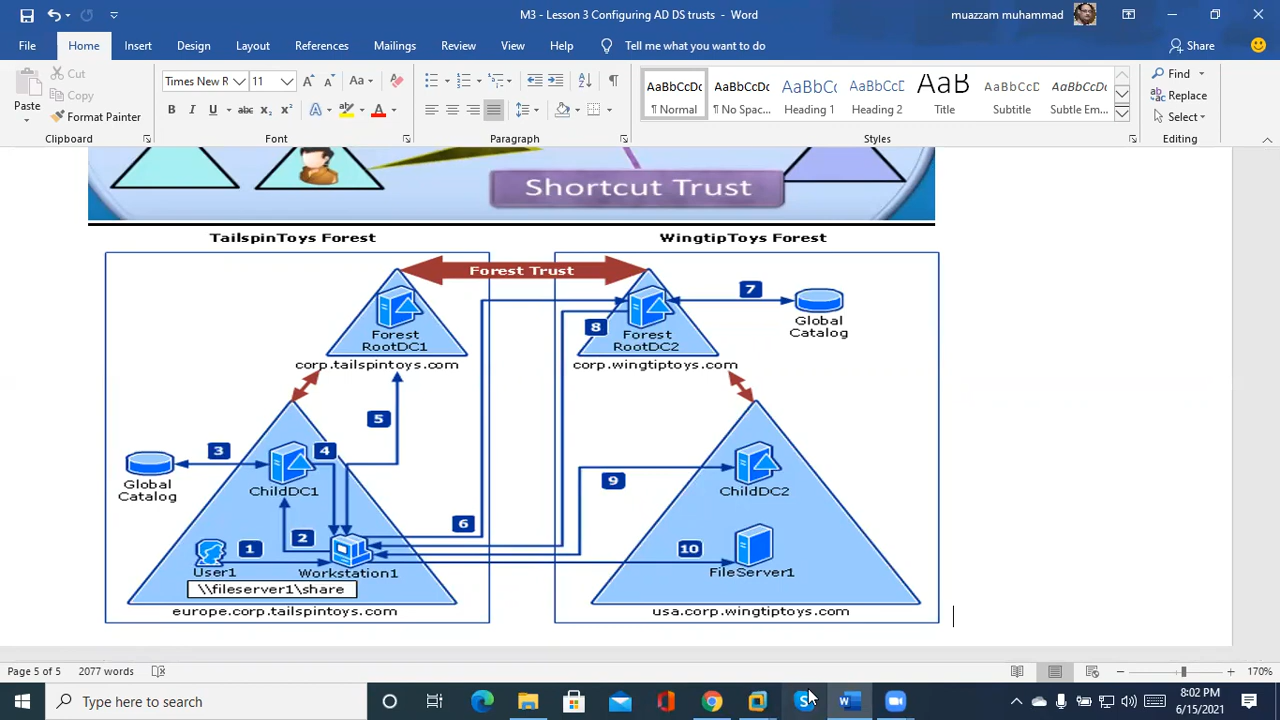 M3 - Lesson 3 Configuring AD DS trusts - Word
muazzam muhammad
File Home Insert Design Layout References Mailings Review View Help Tell me what you want to do Share
Paste
Cut
Copy
Format Painter
Clipboard
Times New R 11
B I U abc x₂ x²
Font
Paragraph
AaBbCcDc ¶ Normal
AaBbCcDc ¶ No Spac...
AaBbCc Heading 1
AaBbCcD Heading 2
AaB Title
AaBbCcD Subtitle
AaBbCcDc Subtle Em...
Styles
Find
Replace
Select
Editing
Shortcut Trust
TailspinToys Forest
WingtipToys Forest
Forest Trust
Forest
RootDC1
corp.tailspintoys.com
Forest
RootDC2
corp.wingtiptoys.com
7
8
Global
Catalog
5
3
4
Global
Catalog
ChildDC1
9
ChildDC2
6
1
2
10
User1
Workstation1
FileServer1
\\fileserver1\share
europe.corp.tailspintoys.com
usa.corp.wingtiptoys.com
Page 5 of 5 2077 words
170%
Type here to search
8:02 PM
6/15/2021